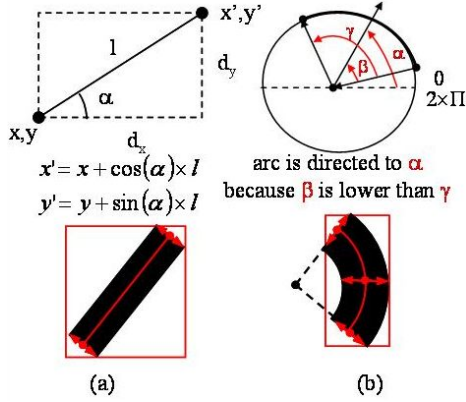 x',y'
l
α
x,y
d_x
d_y
γ
α
β
0
2×Π
x' = x + cos(α)× l
y' = y + sin(α)× l
arc is directed to α
because β is lower than γ
(a)
(b)